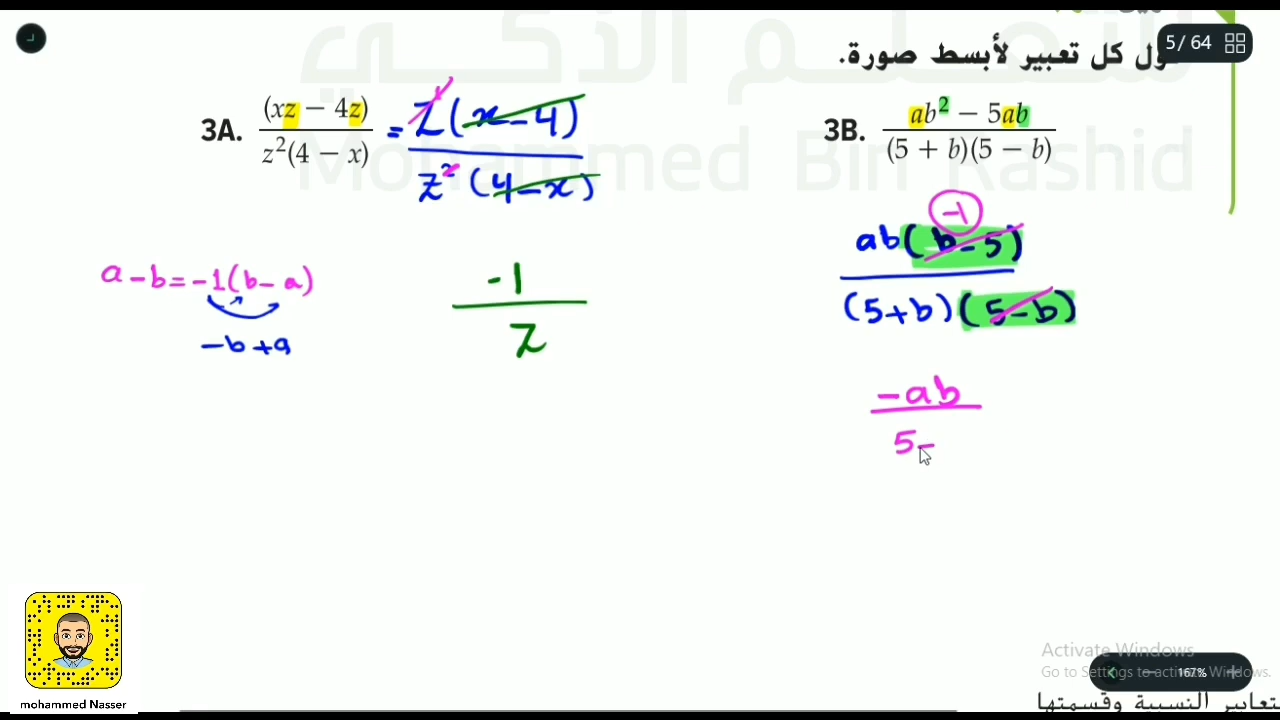 5 / 64
كل تعبير لأبسط صورة.
3A. (xz − 4z) / z²(4 − x) = z(x−4) / z²(4−x)
3B. ab² − 5ab / (5 + b)(5 − b)
Mohammed Bin Rashid
-1
ab(b−5) / (5+b)(5−b)
a−b=−1(b−a)
−b+a
-1 / z
−ab / 5−
mohammed Nasser
Activate Windows
Go to Settings to activate Windows.
167%
النسبية وقسمتها